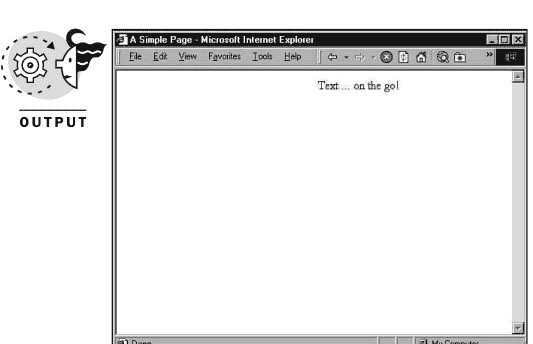 A Simple Page - Microsoft Internet Explorer
File Edit View Favorites Tools Help
»
Text ... on the go!
OUTPUT
Done My Computer